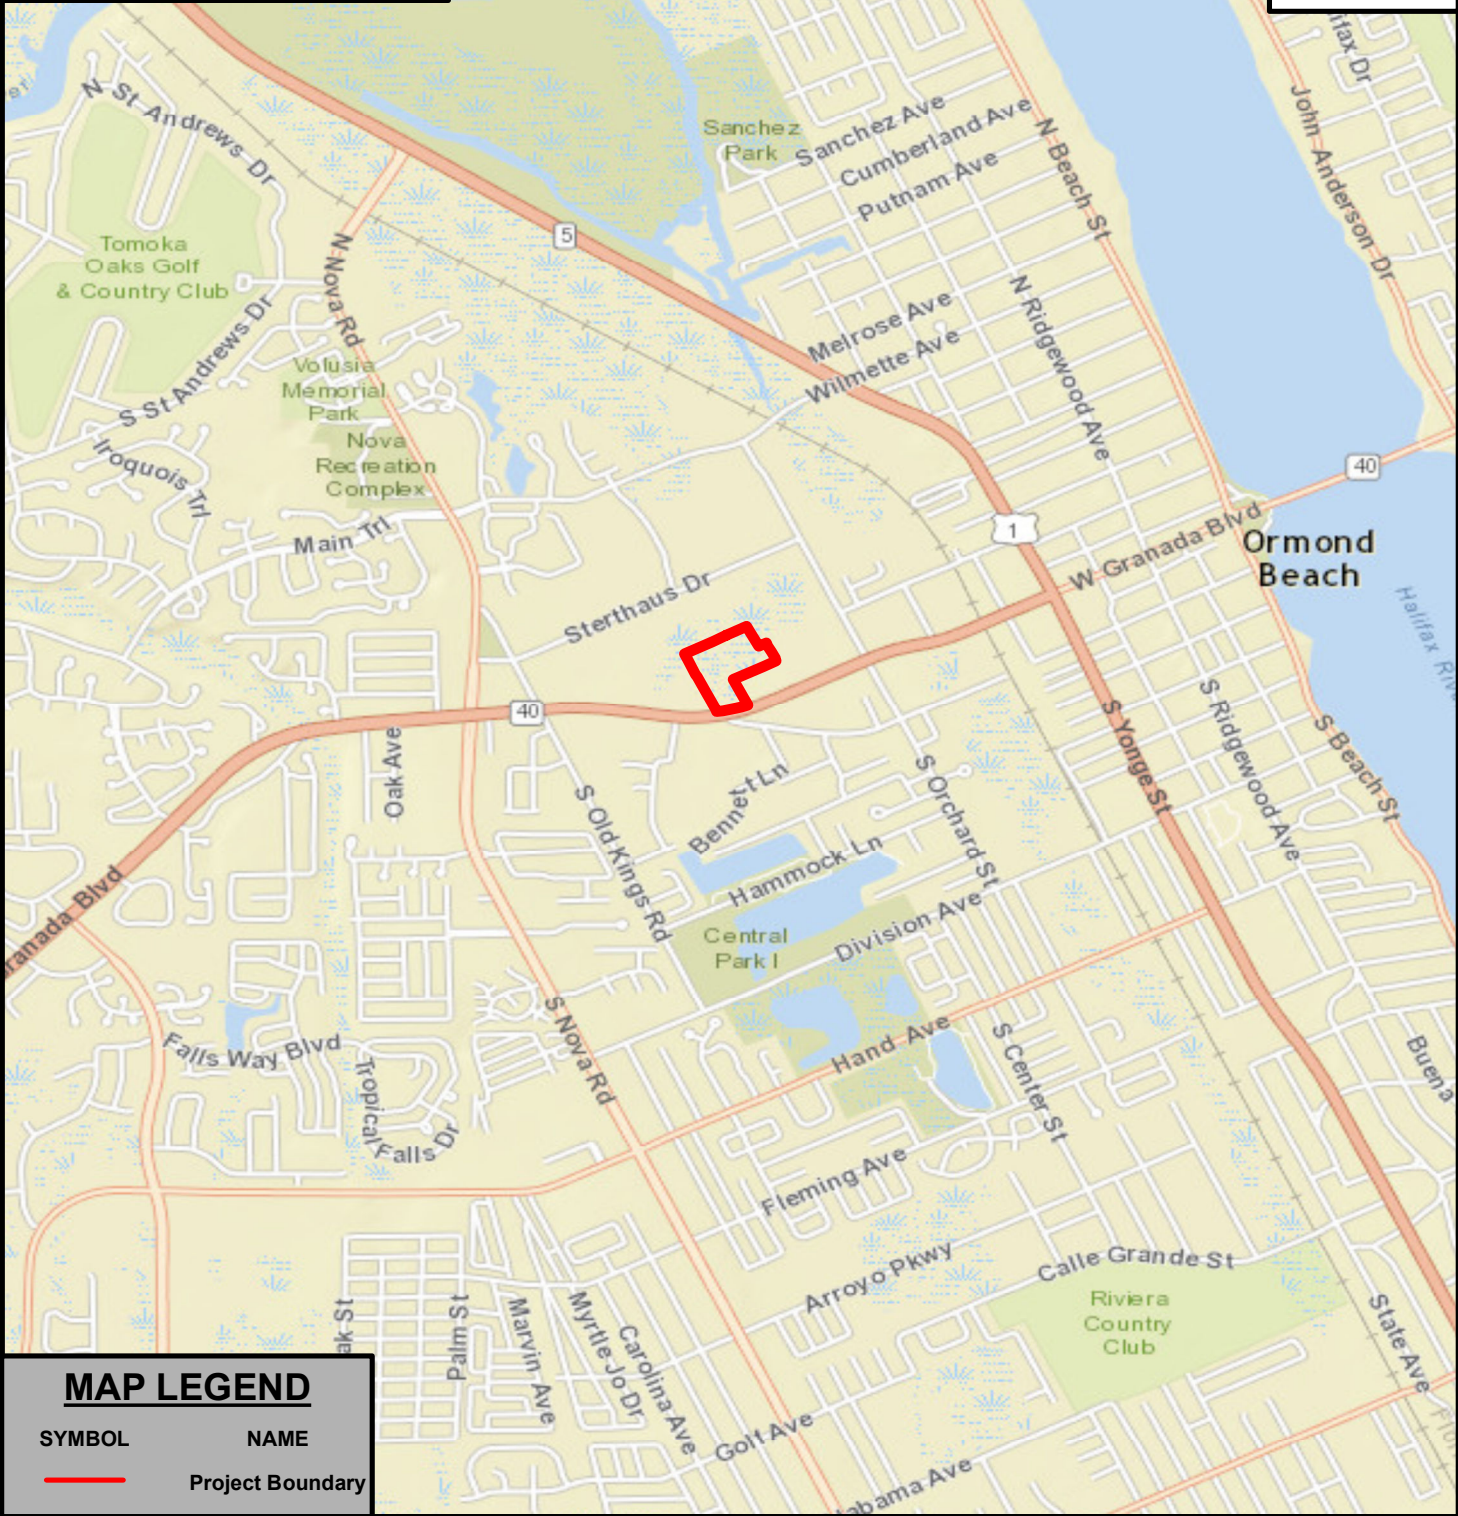 N St Andrews Dr
Sanchez
Park
Sanchez Ave
Cumberland Ave
Putnam Ave
N Beach St
John Anderson Dr
5
Tomoka
Oaks Golf
& Country Club
N Nova Rd
S St Andrews Dr
Melrose Ave
Wilmette Ave
N Ridgewood Ave
Volusia
Memorial
Park
Nova
Recreation
Complex
Iroquois Trl
Main Trl
40
1
W Granada Blvd
Ormond
Beach
Sterthaus Dr
40
Oak Ave
S Old Kings Rd
Bennett Ln
Hammock Ln
S Orchard St
S Yonge St
S Ridgewood Ave
S Beach St
Division Ave
Central
Park I
Falls Way Blvd
Tropical Falls Dr
S Nova Rd
Hand Ave
S Center St
Buena
Fleming Ave
Arroyo Pkwy
Calle Grande St
Riviera
Country
Club
State Ave
Palm St
Marvin Ave
Myrtle Jo Dr
Carolina Ave
Golf Ave
MAP LEGEND
SYMBOL NAME
Project Boundary